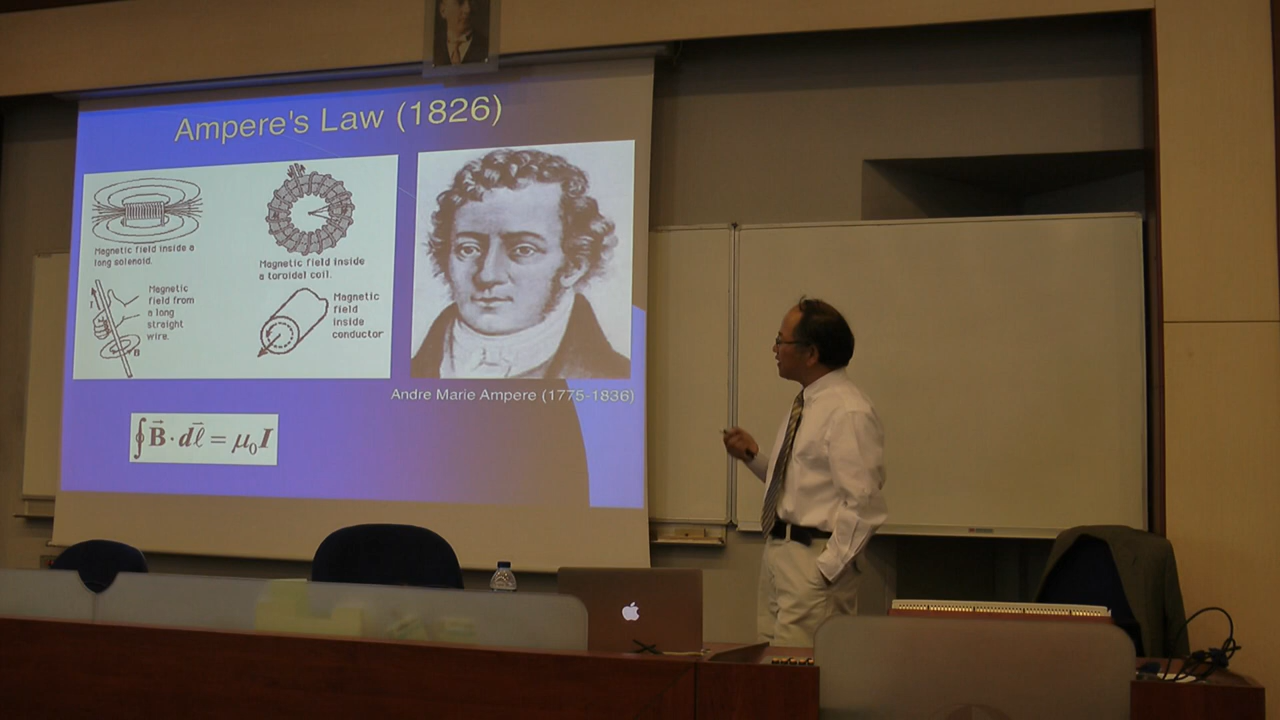 Ampere's Law (1826)
Magnetic field inside a
long solenoid.
Magnetic field inside
a toroidal coil.
Magnetic
field from
a long
straight
wire.
I
B
Magnetic
field
inside
conductor
Andre Marie Ampere (1775-1836)
∮B⃗·dℓ⃗ = μ₀I